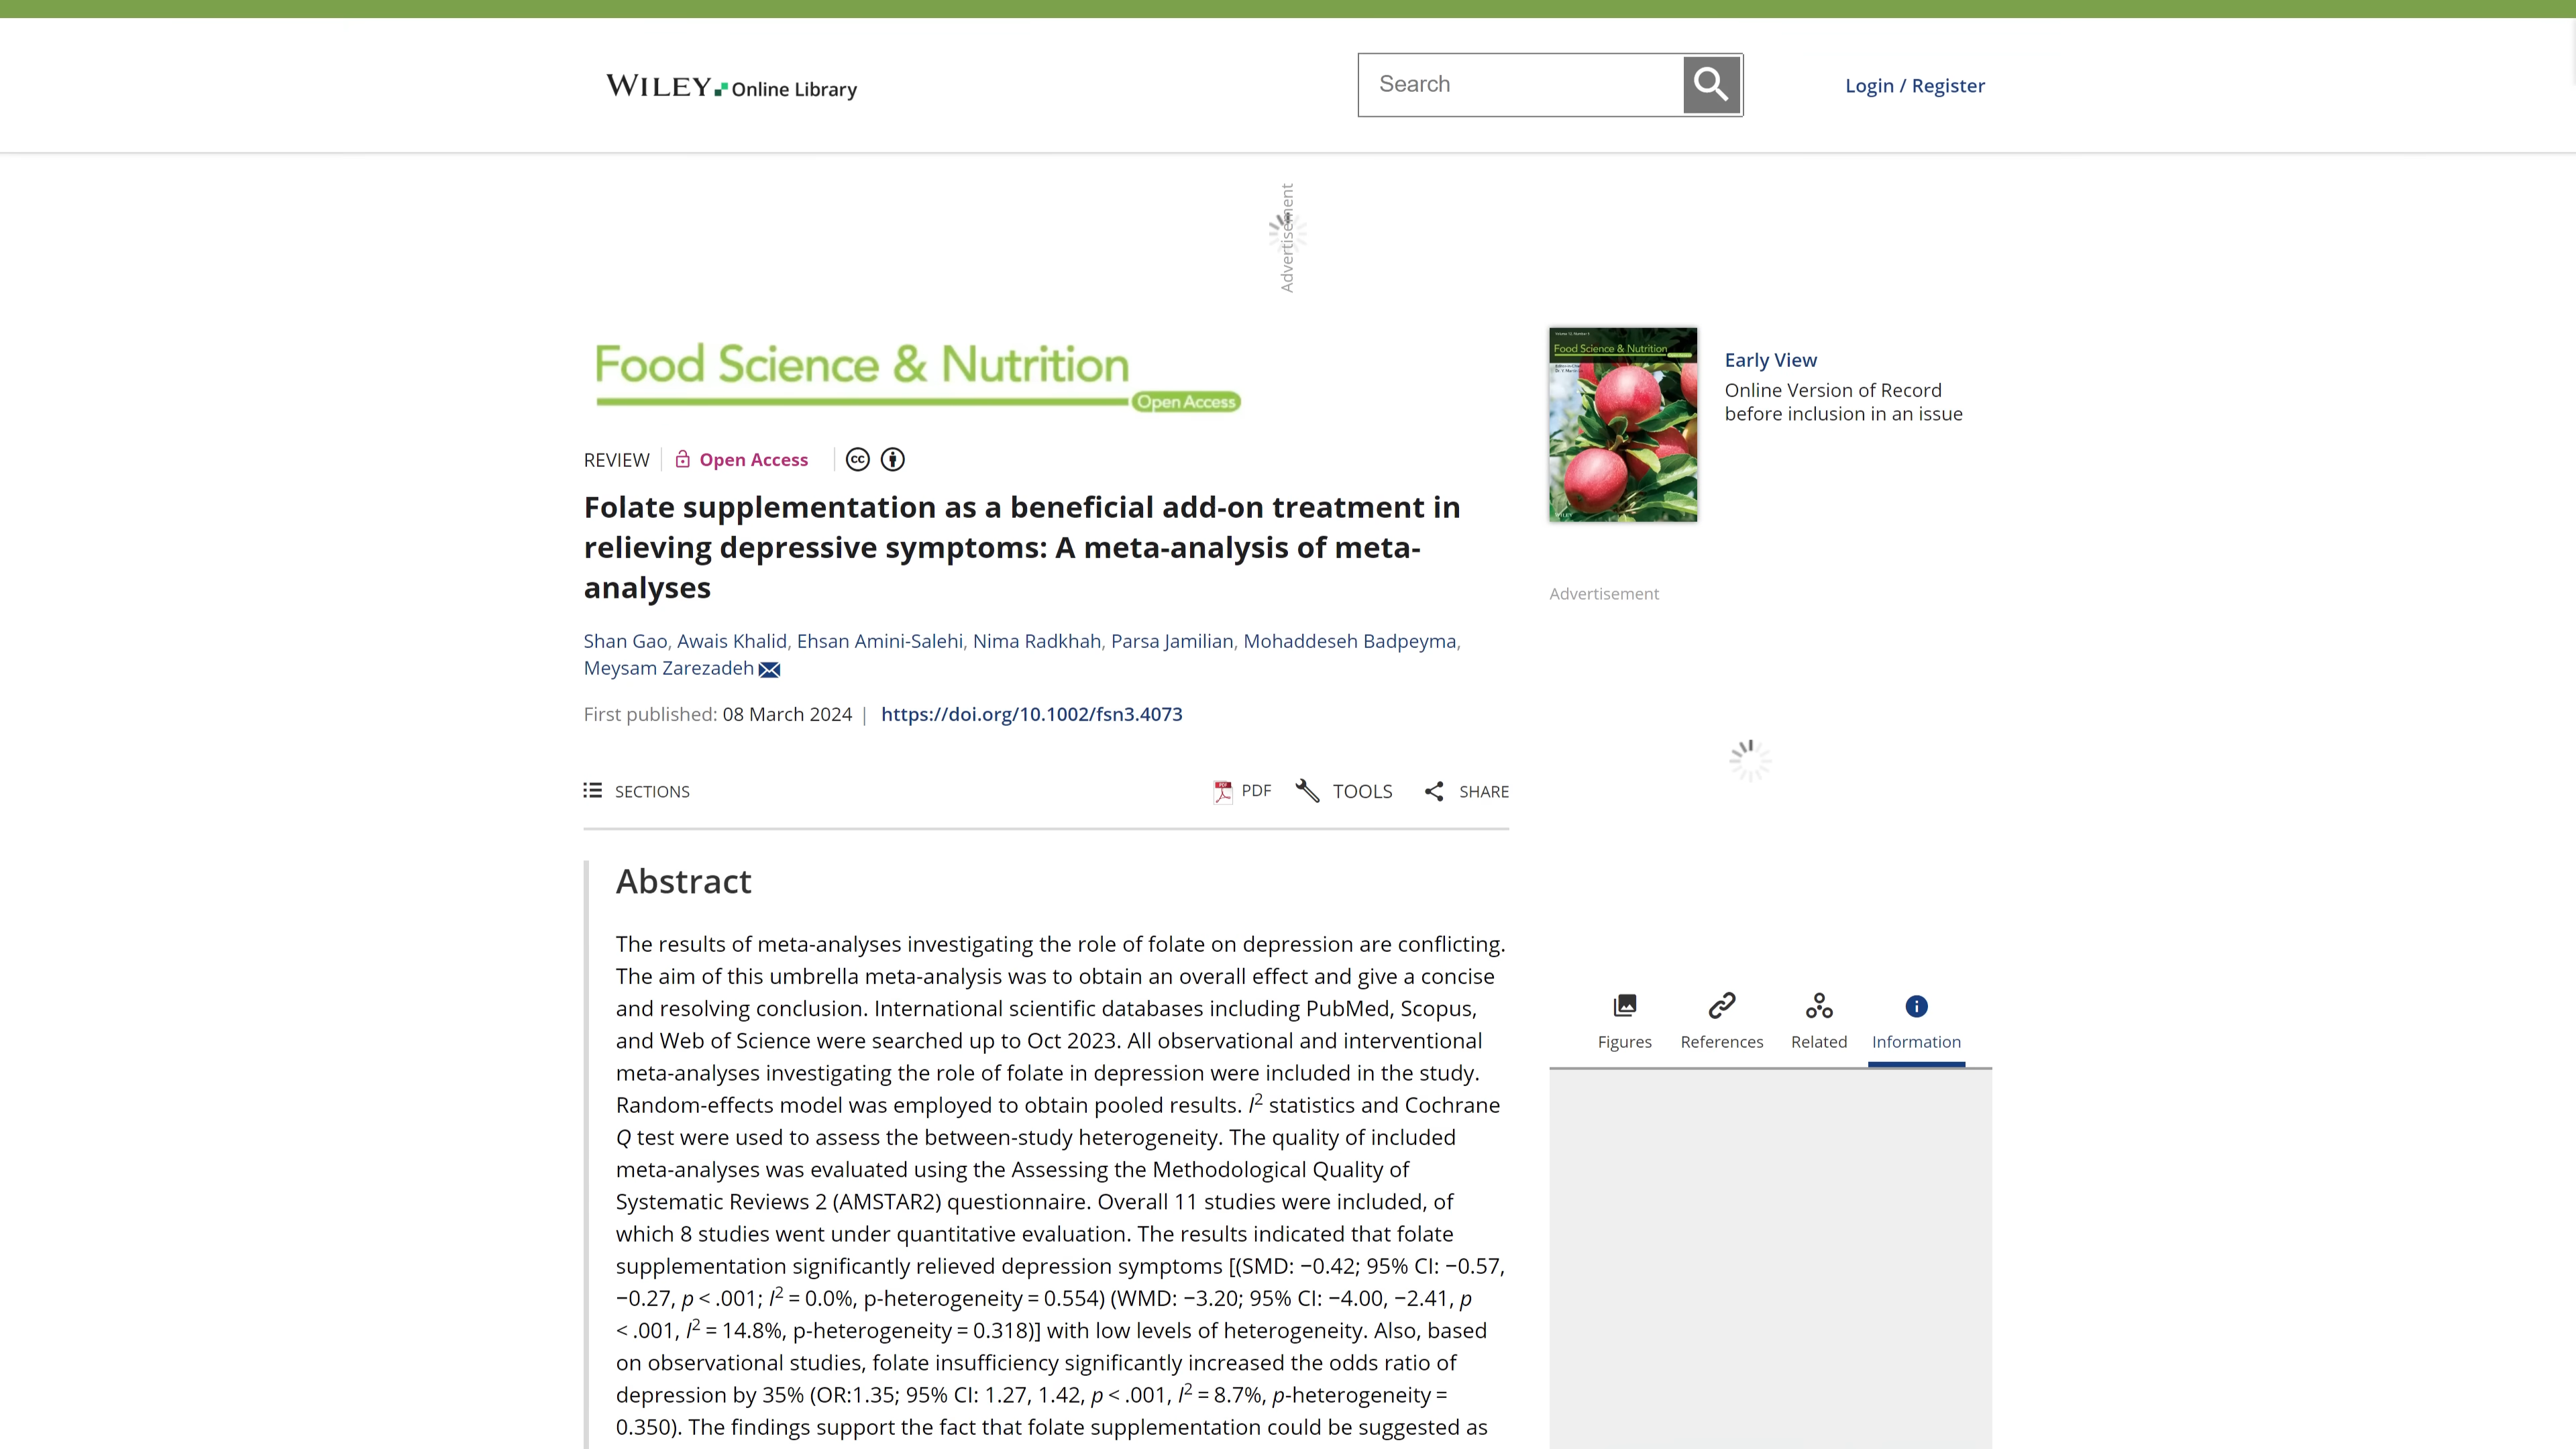 WILEY Online Library
Search
Login / Register
Advertisement
Food Science & Nutrition
Open Access
Food Science & Nutrition
WILEY
Early View
Online Version of Record
before inclusion in an issue
REVIEW
Open Access
cc
Folate supplementation as a beneficial add-on treatment in
relieving depressive symptoms: A meta-analysis of meta-
analyses
Shan Gao, Awais Khalid, Ehsan Amini-Salehi, Nima Radkhah, Parsa Jamilian, Mohaddeseh Badpeyma,
Meysam Zarezadeh
First published: 08 March 2024 | https://doi.org/10.1002/fsn3.4073
Advertisement
SECTIONS
PDF
TOOLS
SHARE
Abstract
The results of meta-analyses investigating the role of folate on depression are conflicting.
The aim of this umbrella meta-analysis was to obtain an overall effect and give a concise
and resolving conclusion. International scientific databases including PubMed, Scopus,
and Web of Science were searched up to Oct 2023. All observational and interventional
meta-analyses investigating the role of folate in depression were included in the study.
Random-effects model was employed to obtain pooled results. I² statistics and Cochrane
Q test were used to assess the between-study heterogeneity. The quality of included
meta-analyses was evaluated using the Assessing the Methodological Quality of
Systematic Reviews 2 (AMSTAR2) questionnaire. Overall 11 studies were included, of
which 8 studies went under quantitative evaluation. The results indicated that folate
supplementation significantly relieved depression symptoms [(SMD: −0.42; 95% CI: −0.57,
−0.27, p < .001; I² = 0.0%, p-heterogeneity = 0.554) (WMD: −3.20; 95% CI: −4.00, −2.41, p
< .001, I² = 14.8%, p-heterogeneity = 0.318)] with low levels of heterogeneity. Also, based
on observational studies, folate insufficiency significantly increased the odds ratio of
depression by 35% (OR:1.35; 95% CI: 1.27, 1.42, p < .001, I² = 8.7%, p-heterogeneity =
0.350). The findings support the fact that folate supplementation could be suggested as
Figures
References
Related
Information